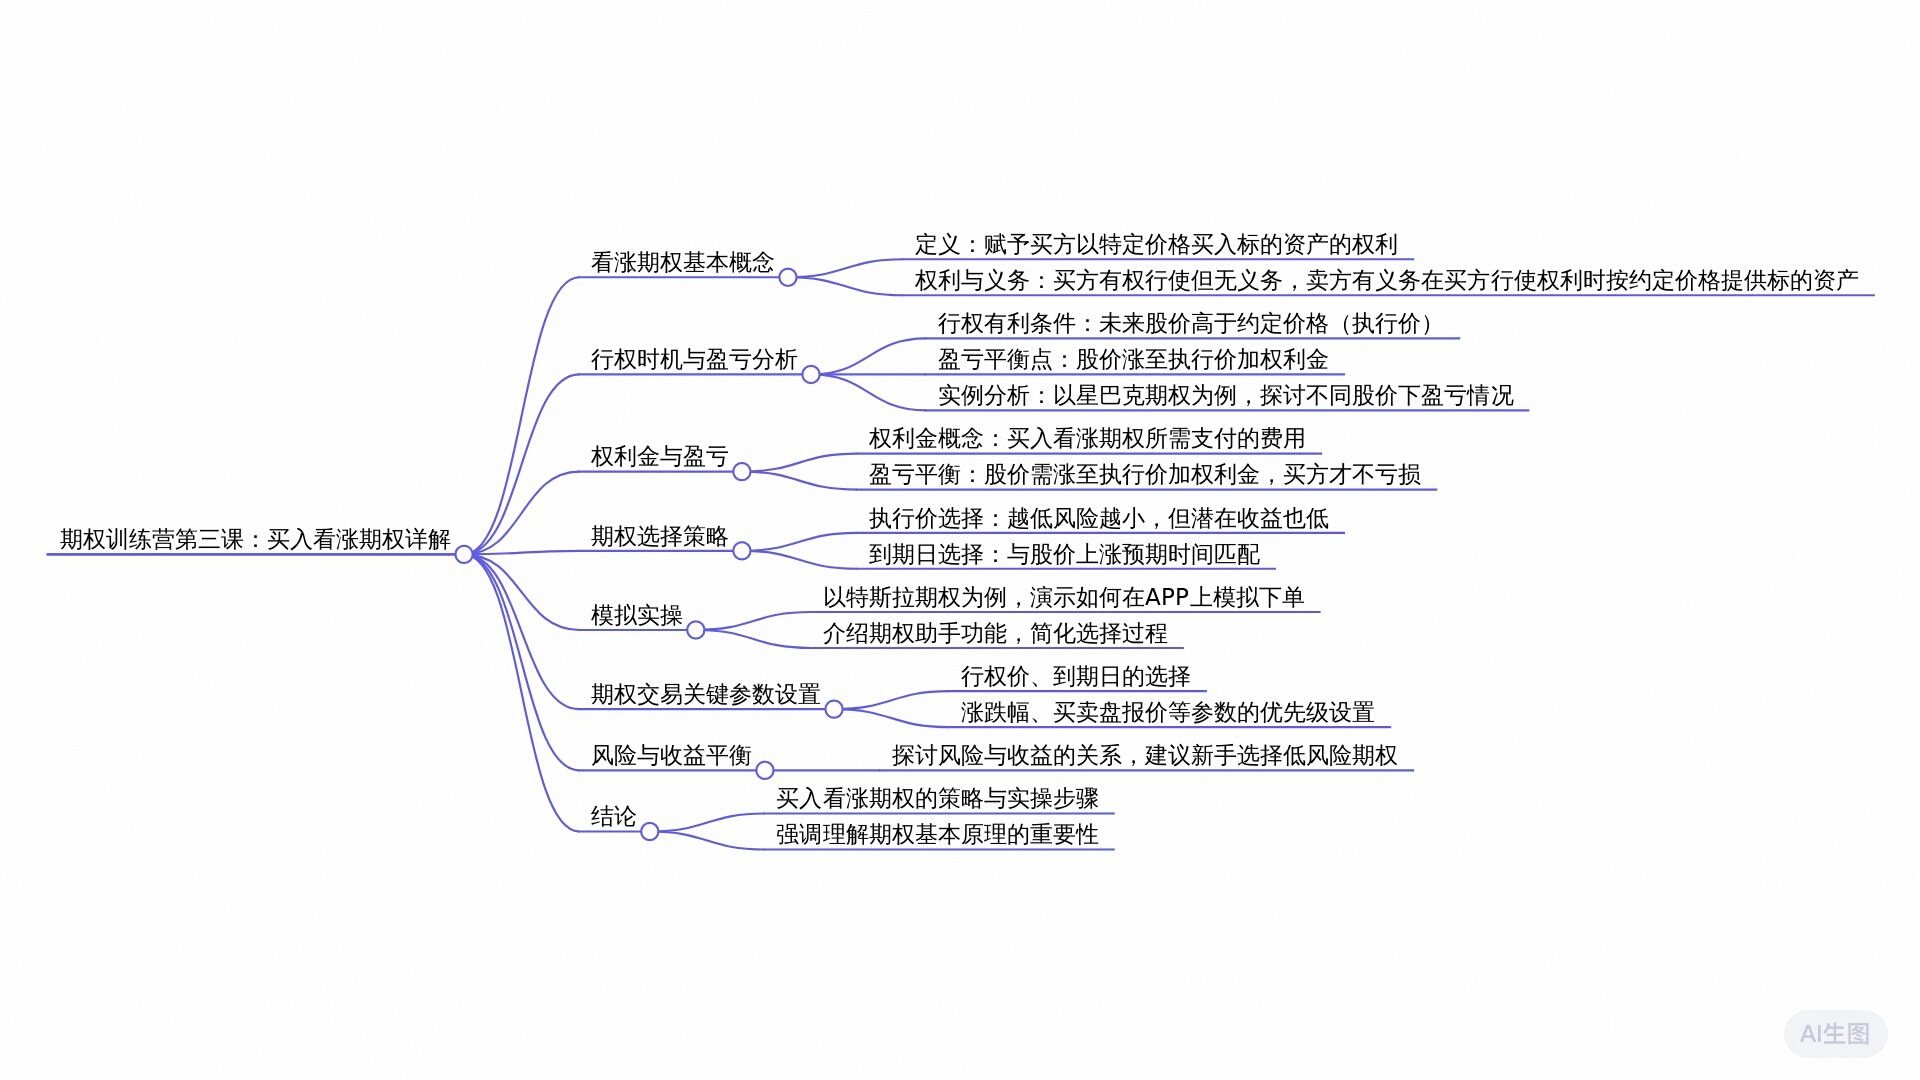 期权训练营第三课：买入看涨期权详解
看涨期权基本概念
定义：赋予买方以特定价格买入标的资产的权利
权利与义务：买方有权行使但无义务，卖方有义务在买方行使权利时按约定价格提供标的资产
行权时机与盈亏分析
行权有利条件：未来股价高于约定价格（执行价）
盈亏平衡点：股价涨至执行价加权利金
实例分析：以星巴克期权为例，探讨不同股价下盈亏情况
权利金与盈亏
权利金概念：买入看涨期权所需支付的费用
盈亏平衡：股价需涨至执行价加权利金，买方才不亏损
期权选择策略
执行价选择：越低风险越小，但潜在收益也低
到期日选择：与股价上涨预期时间匹配
模拟实操
以特斯拉期权为例，演示如何在APP上模拟下单
介绍期权助手功能，简化选择过程
期权交易关键参数设置
行权价、到期日的选择
涨跌幅、买卖盘报价等参数的优先级设置
风险与收益平衡
探讨风险与收益的关系，建议新手选择低风险期权
结论
买入看涨期权的策略与实操步骤
强调理解期权基本原理的重要性
AI生图